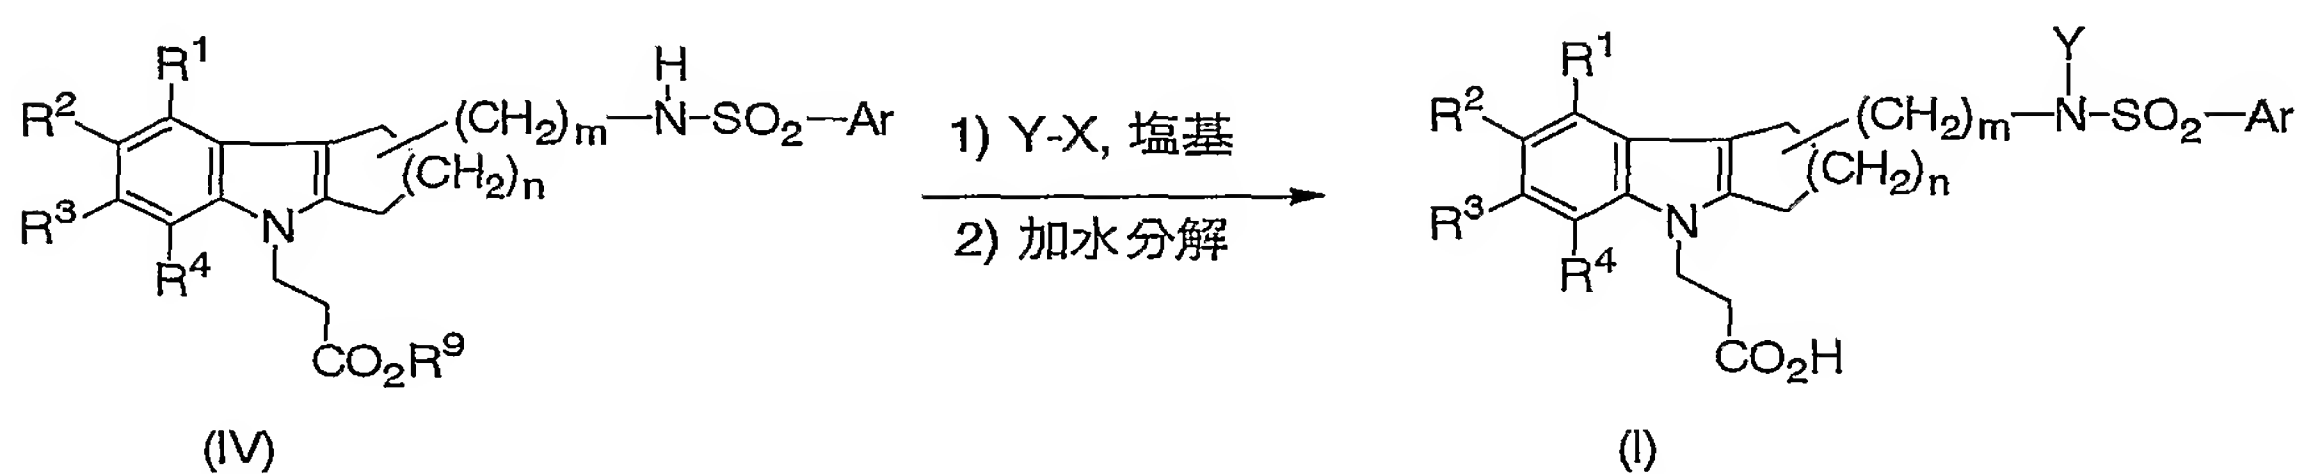 R¹
R²
R³
R⁴
N
(CH₂)m
(CH₂)n
H
N-SO₂-Ar
CO₂R⁹
(IV)
1) Y-X, 塩基
2) 加水分解
R¹
R²
R³
R⁴
N
(CH₂)m
(CH₂)n
Y
N-SO₂-Ar
CO₂H
(I)